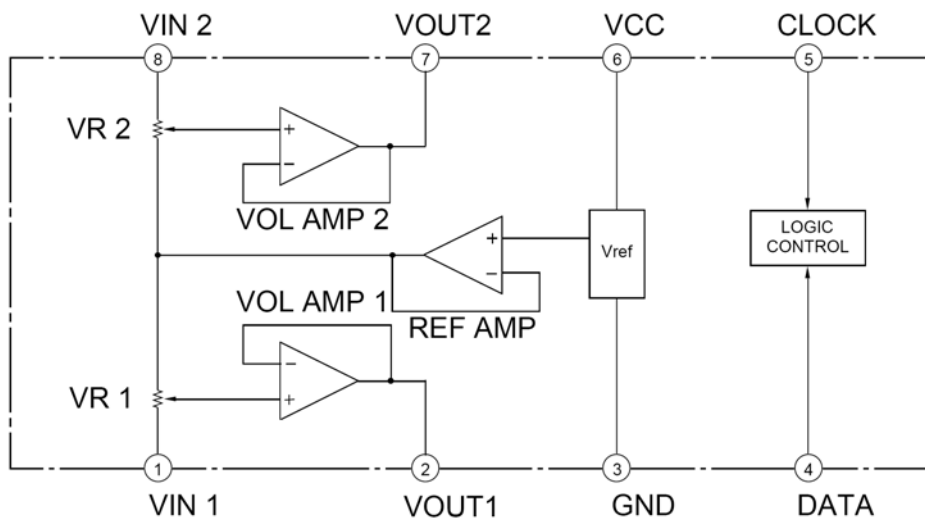 VIN 2 VOUT2 VCC CLOCK
8 7 6 5
VR 2
+
−
VOL AMP 2
+
−
Vref
LOGIC
CONTROL
VOL AMP 1
REF AMP
−
+
VR 1
1 2 3 4
VIN 1 VOUT1 GND DATA